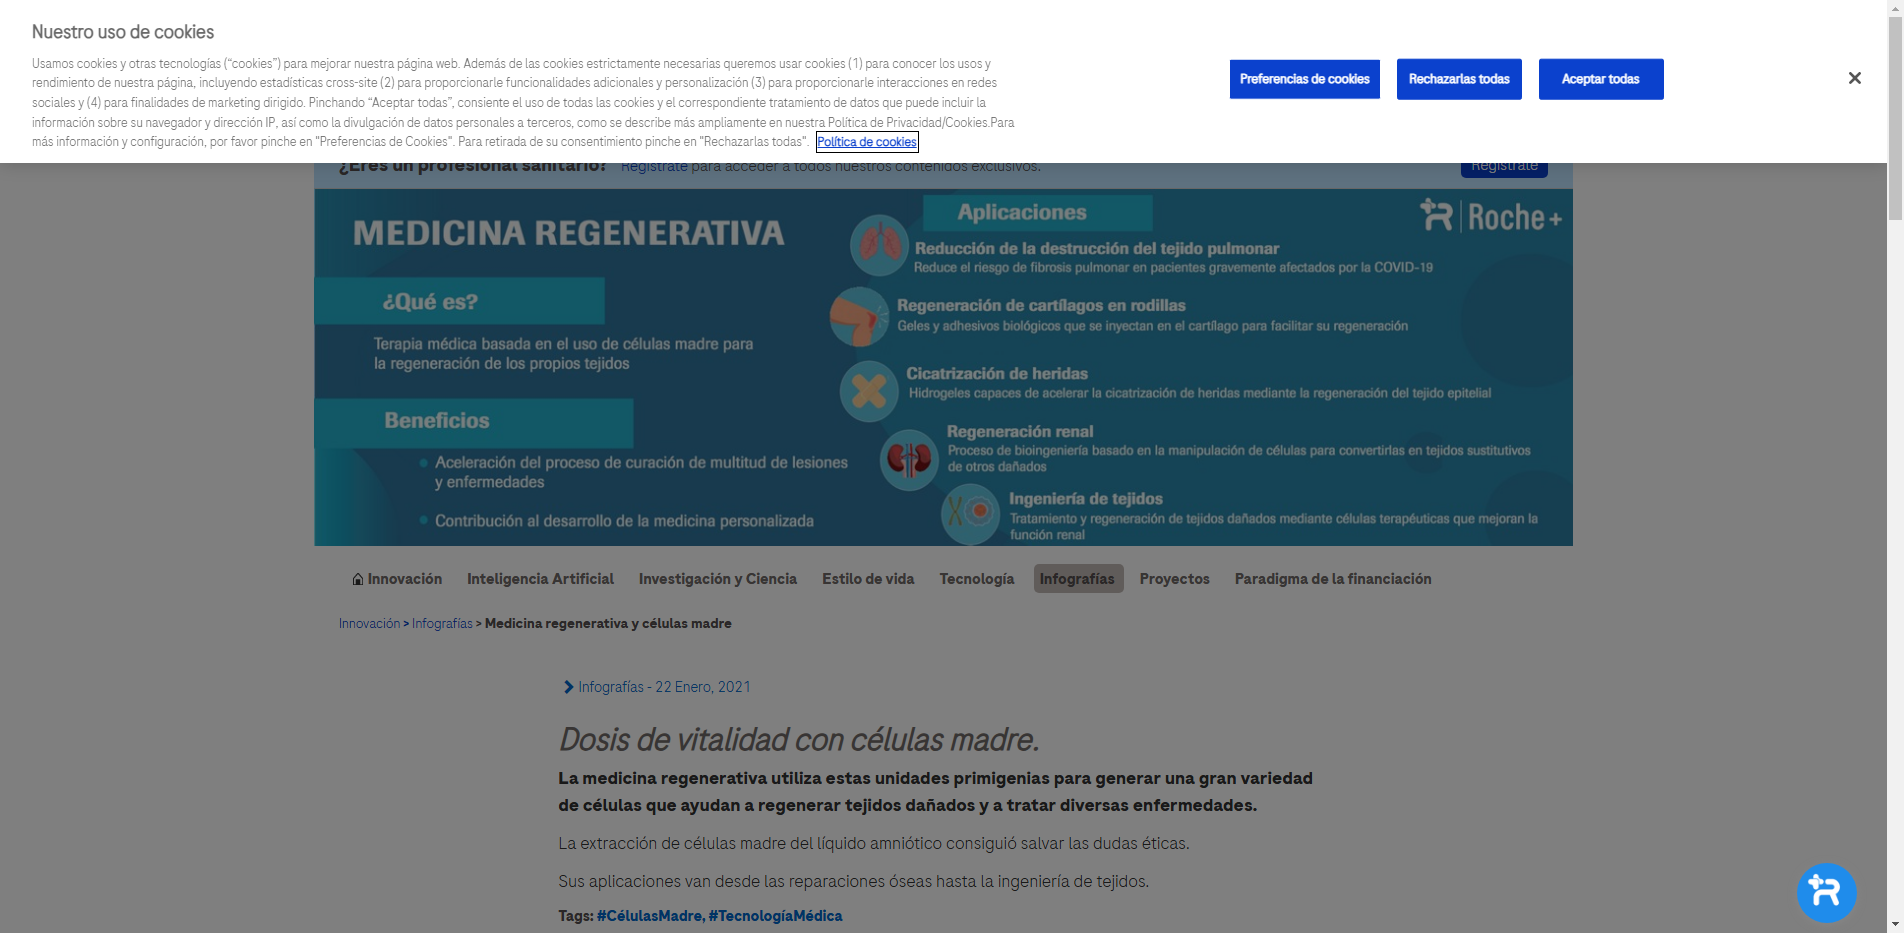 Nuestro uso de cookies
Usamos cookies y otras tecnologías (“cookies”) para mejorar nuestra página web. Además de las cookies estrictamente necesarias queremos usar cookies (1) para conocer los usos y
rendimiento de nuestra página, incluyendo estadísticas cross-site (2) para proporcionarle funcionalidades adicionales y personalización (3) para proporcionarle interacciones en redes
sociales y (4) para finalidades de marketing dirigido. Pinchando “Aceptar todas”, consiente el uso de todas las cookies y el correspondiente tratamiento de datos que puede incluir la
información sobre su navegador y dirección IP, así como la divulgación de datos personales a terceros, como se describe más ampliamente en nuestra Política de Privacidad/Cookies.Para
más información y configuración, por favor pinche en "Preferencias de Cookies". Para retirada de su consentimiento pinche en "Rechazarlas todas". Política de cookies
Preferencias de cookies
Rechazarlas todas
Aceptar todas
¿Eres un profesional sanitario? Regístrate para acceder a todos nuestros contenidos exclusivos.
Regístrate
MEDICINA REGENERATIVA
¿Qué es?
Terapia médica basada en el uso de células madre para
la regeneración de los propios tejidos
Beneficios
Aceleración del proceso de curación de multitud de lesiones
y enfermedades
Contribución al desarrollo de la medicina personalizada
Aplicaciones
Roche+
Reducción de la destrucción del tejido pulmonar
Reduce el riesgo de fibrosis pulmonar en pacientes gravemente afectados por la COVID-19
Regeneración de cartílagos en rodillas
Geles y adhesivos biológicos que se inyectan en el cartílago para facilitar su regeneración
Cicatrización de heridas
Hidrogeles capaces de acelerar la cicatrización de heridas mediante la regeneración del tejido epitelial
Regeneración renal
Proceso de bioingeniería basado en la manipulación de células para convertirlas en tejidos sustitutivos
de otros dañados
Ingeniería de tejidos
Tratamiento y regeneración de tejidos dañados mediante células terapéuticas que mejoran la
función renal
Innovación Inteligencia Artificial Investigación y Ciencia Estilo de vida Tecnología Infografías Proyectos Paradigma de la financiación
Innovación > Infografías > Medicina regenerativa y células madre
Infografías - 22 Enero, 2021
Dosis de vitalidad con células madre.
La medicina regenerativa utiliza estas unidades primigenias para generar una gran variedad
de células que ayudan a regenerar tejidos dañados y a tratar diversas enfermedades.
La extracción de células madre del líquido amniótico consiguió salvar las dudas éticas.
Sus aplicaciones van desde las reparaciones óseas hasta la ingeniería de tejidos.
Tags: #CélulasMadre, #TecnologíaMédica